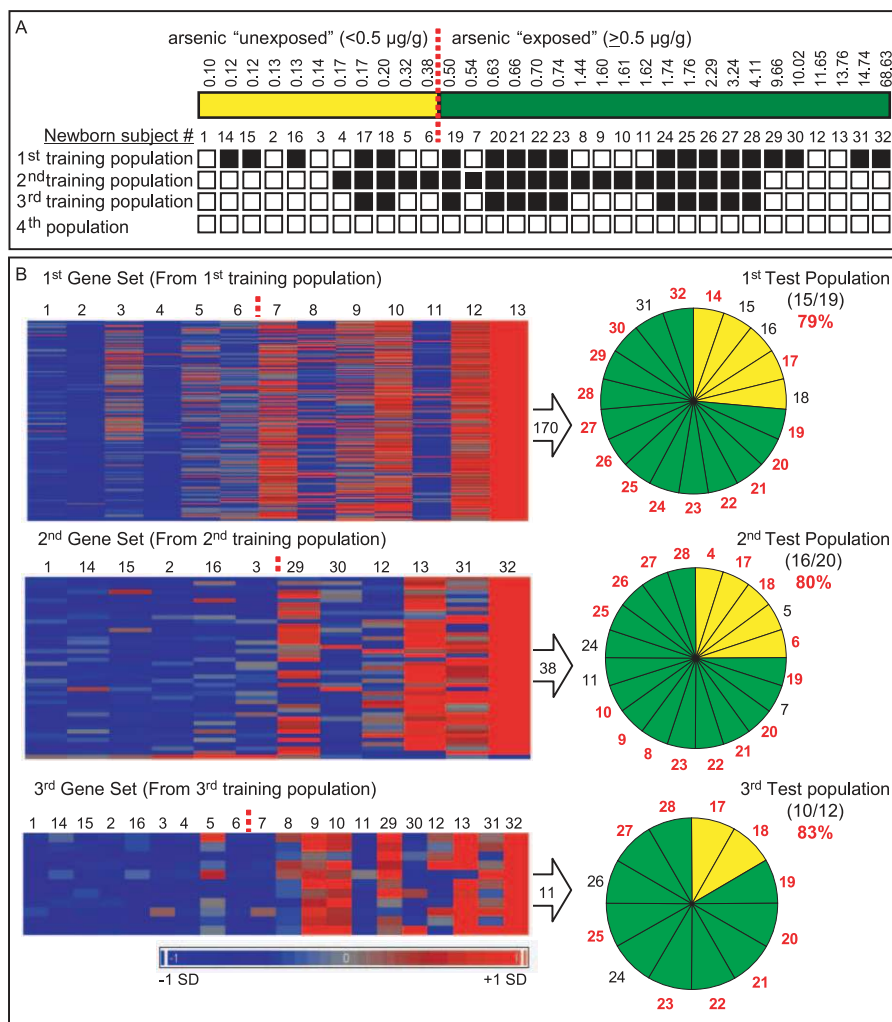 A
arsenic "unexposed" (<0.5 µg/g)
arsenic "exposed" (≥0.5 µg/g)
0.10 0.12 0.12 0.13 0.13 0.14 0.17 0.17 0.20 0.32 0.38 0.50 0.54 0.63 0.66 0.70 0.74 1.44 1.60 1.61 1.62 1.74 1.76 2.29 3.24 4.11 9.66 10.02 11.65 13.76 14.74 68.63
Newborn subject # 1 14 15 2 16 3 4 17 18 5 6 19 7 20 21 22 23 8 9 10 11 24 25 26 27 28 29 30 12 13 31 32
1st training population
2nd training population
3rd training population
4th population
B
1st Gene Set (From 1st training population)
1 2 3 4 5 6 7 8 9 10 11 12 13
170
1st Test Population
(15/19)
79%
32 14 15 16 17 18 19 20 21 22 23 24 25 26 27 28 29 30 31
2nd Gene Set (From 2nd training population)
1 14 15 2 16 3 29 30 12 13 31 32
38
2nd Test Population
(16/20)
80%
28 4 17 18 5 6 19 7 20 21 22 23 8 9 10 11 24 25 26 27
3rd Gene Set (From 3rd training population)
1 14 15 2 16 3 4 5 6 7 8 9 10 11 29 30 12 13 31 32
11
3rd Test population
(10/12)
83%
28 17 18 19 20 21 22 23 24 25 26 27
-1 0 1
-1 SD +1 SD